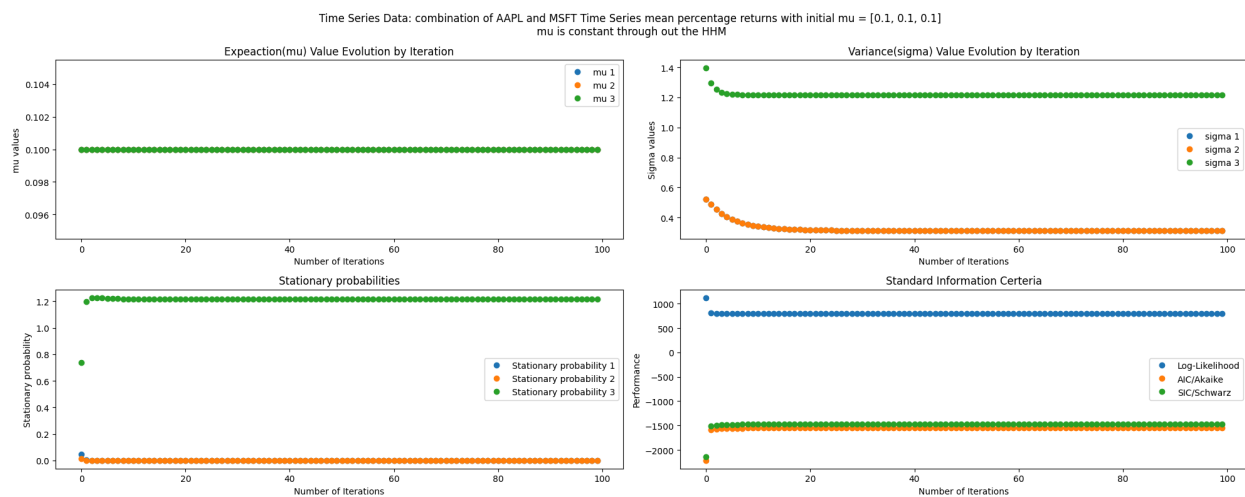 Time Series Data: combination of AAPL and MSFT Time Series mean percentage returns with initial mu = [0.1, 0.1, 0.1]
mu is constant through out the HHM
Expeaction(mu) Value Evolution by Iteration
mu values
0.104
0.102
0.100
0.098
0.096
mu 1
mu 2
mu 3
0 20 40 60 80 100
Number of Iterations
Variance(sigma) Value Evolution by Iteration
Sigma values
1.4
1.2
1.0
0.8
0.6
0.4
sigma 1
sigma 2
sigma 3
0 20 40 60 80 100
Number of Iterations
Stationary probabilities
Stationary probability
1.2
1.0
0.8
0.6
0.4
0.2
0.0
Stationary probability 1
Stationary probability 2
Stationary probability 3
0 20 40 60 80 100
Number of Iterations
Standard Information Certeria
Performance
1000
500
0
−500
−1000
−1500
−2000
Log-Likelihood
AIC/Akaike
SIC/Schwarz
0 20 40 60 80 100
Number of Iterations